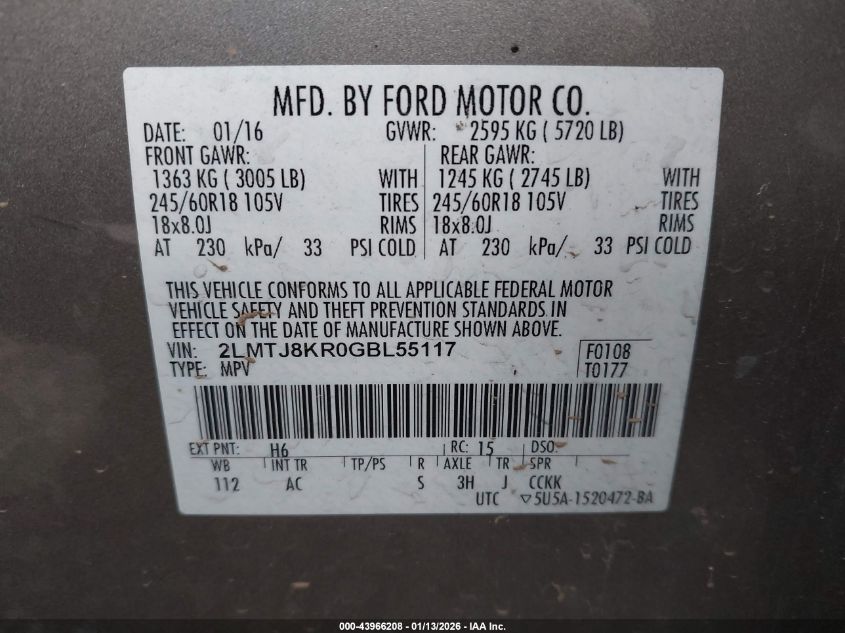 MFD. BY FORD MOTOR CO.
DATE: 01/16 GVWR: 2595 KG ( 5720 LB)
FRONT GAWR: REAR GAWR:
1363 KG ( 3005 LB) WITH 1245 KG ( 2745 LB) WITH
245/60R18 105V TIRES 245/60R18 105V TIRES
18x8.0J RIMS 18x8.0J RIMS
AT 230 kPa/ 33 PSI COLD AT 230 kPa/ 33 PSI COLD
THIS VEHICLE CONFORMS TO ALL APPLICABLE FEDERAL MOTOR
VEHICLE SAFETY AND THEFT PREVENTION STANDARDS IN
EFFECT ON THE DATE OF MANUFACTURE SHOWN ABOVE.
VIN: 2LMTJ8KR0GBL55117 F0108
TYPE: MPV T0177
EXT PNT: H6 RC: 15 DSO:
WB INT TR TP/PS R AXLE TR SPR
112 AC S 3H J CCKK
UTC ▽5U5A-1520472-BA
000-43966208 - 01/13/2026 - IAA Inc.